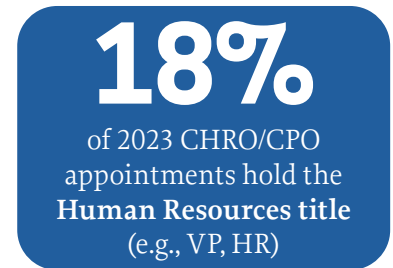 18%
of 2023 CHRO/CPO
appointments hold the
Human Resources title
(e.g., VP, HR)